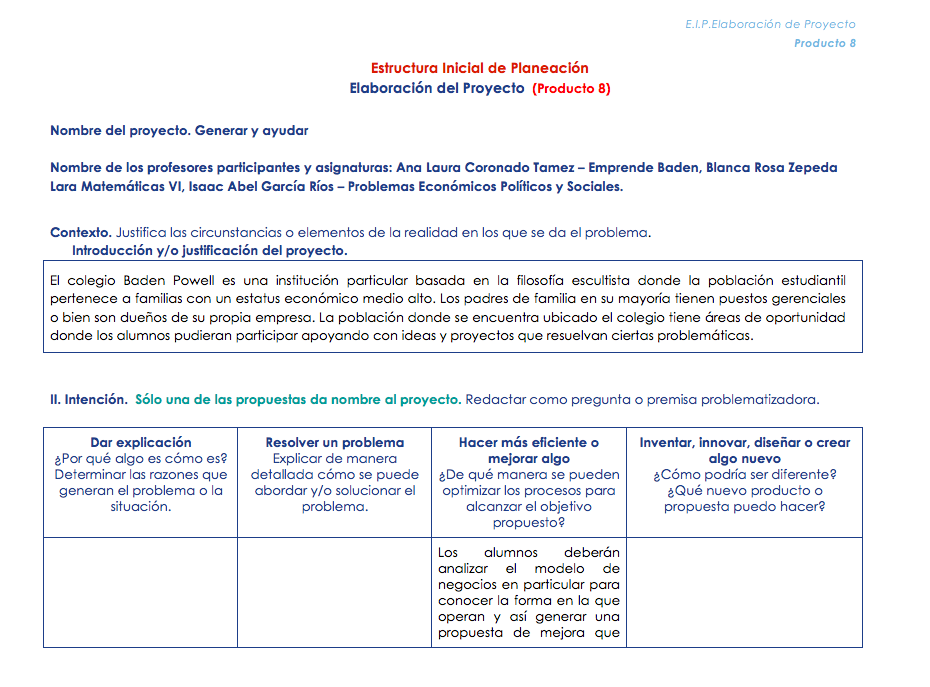 E.I.P.Elaboración de Proyecto
Producto 8
Estructura Inicial de Planeación
Elaboración del Proyecto (Producto 8)
Nombre del proyecto. Generar y ayudar
Nombre de los profesores participantes y asignaturas: Ana Laura Coronado Tamez – Emprende Baden, Blanca Rosa Zepeda
Lara Matemáticas VI, Isaac Abel García Ríos – Problemas Económicos Políticos y Sociales.
Contexto. Justifica las circunstancias o elementos de la realidad en los que se da el problema.
Introducción y/o justificación del proyecto.
El colegio Baden Powell es una institución particular basada en la filosofía escultista donde la población estudiantil
pertenece a familias con un estatus económico medio alto. Los padres de familia en su mayoría tienen puestos gerenciales
o bien son dueños de su propia empresa. La población donde se encuentra ubicado el colegio tiene áreas de oportunidad
donde los alumnos pudieran participar apoyando con ideas y proyectos que resuelvan ciertas problemáticas.
II. Intención. Sólo una de las propuestas da nombre al proyecto. Redactar como pregunta o premisa problematizadora.
Dar explicación
¿Por qué algo es cómo es?
Determinar las razones que
generan el problema o la
situación.
Resolver un problema
Explicar de manera
detallada cómo se puede
abordar y/o solucionar el
problema.
Hacer más eficiente o
mejorar algo
¿De qué manera se pueden
optimizar los procesos para
alcanzar el objetivo
propuesto?
Inventar, innovar, diseñar o crear
algo nuevo
¿Cómo podría ser diferente?
¿Qué nuevo producto o
propuesta puedo hacer?
Los alumnos deberán
analizar el modelo de
negocios en particular para
conocer la forma en la que
operan y así generar una
propuesta de mejora que